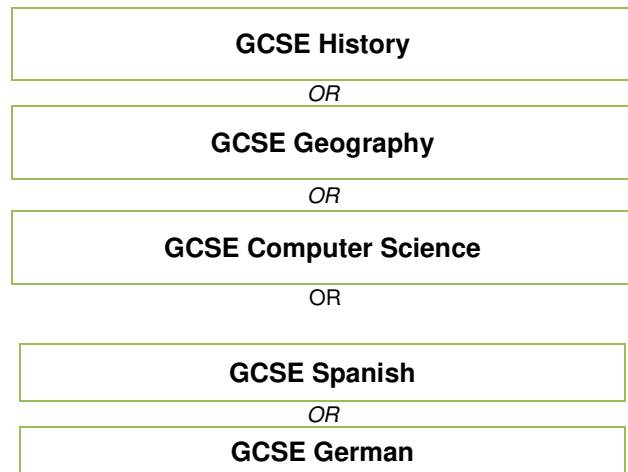 GCSE History
OR
GCSE Geography
OR
GCSE Computer Science
OR
GCSE Spanish
OR
GCSE German